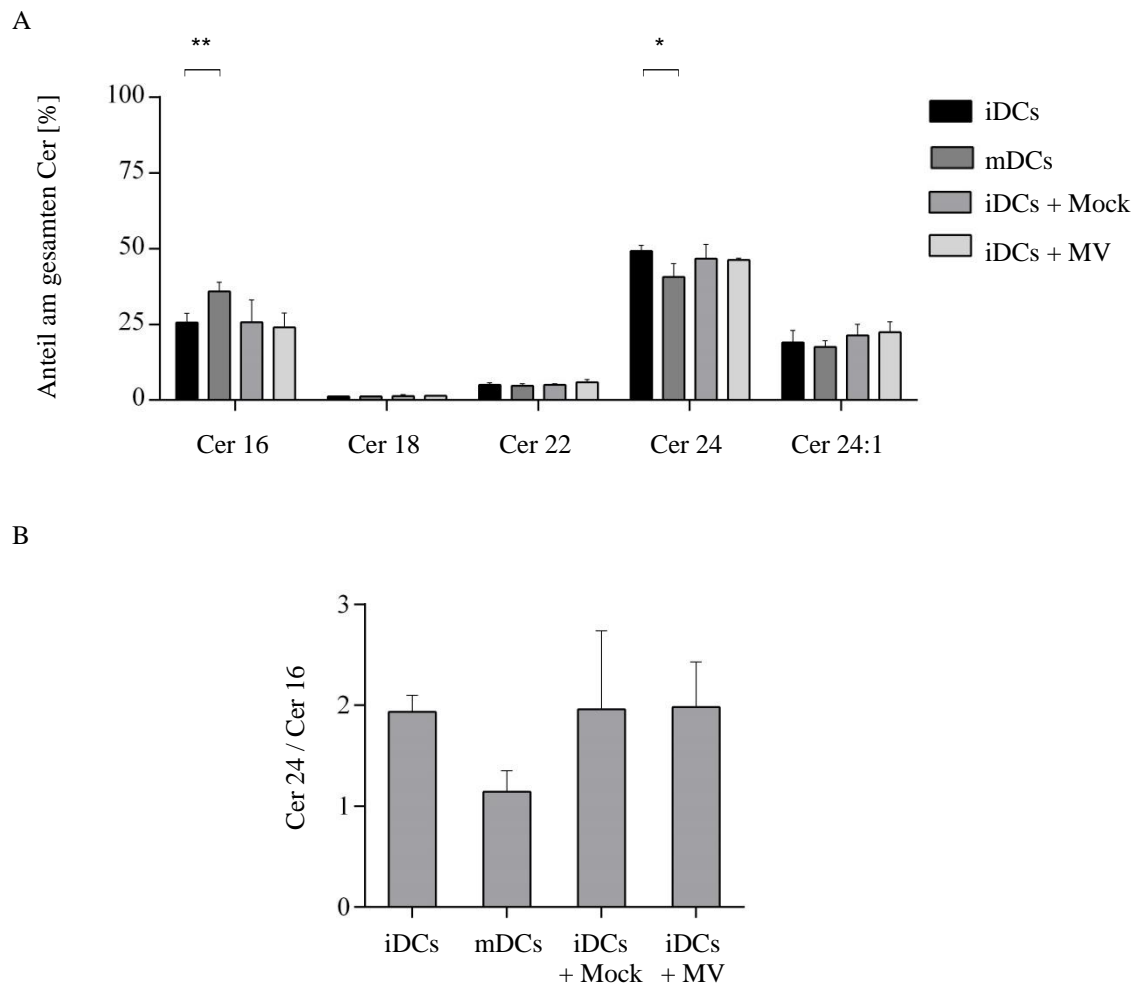 A
** *
Anteil am gesamten Cer [%]
100
75
50
25
0
Cer 16 Cer 18 Cer 22 Cer 24 Cer 24:1
iDCs
mDCs
iDCs + Mock
iDCs + MV
B
Cer 24 / Cer 16
3
2
1
0
iDCs mDCs iDCs iDCs
+ Mock + MV